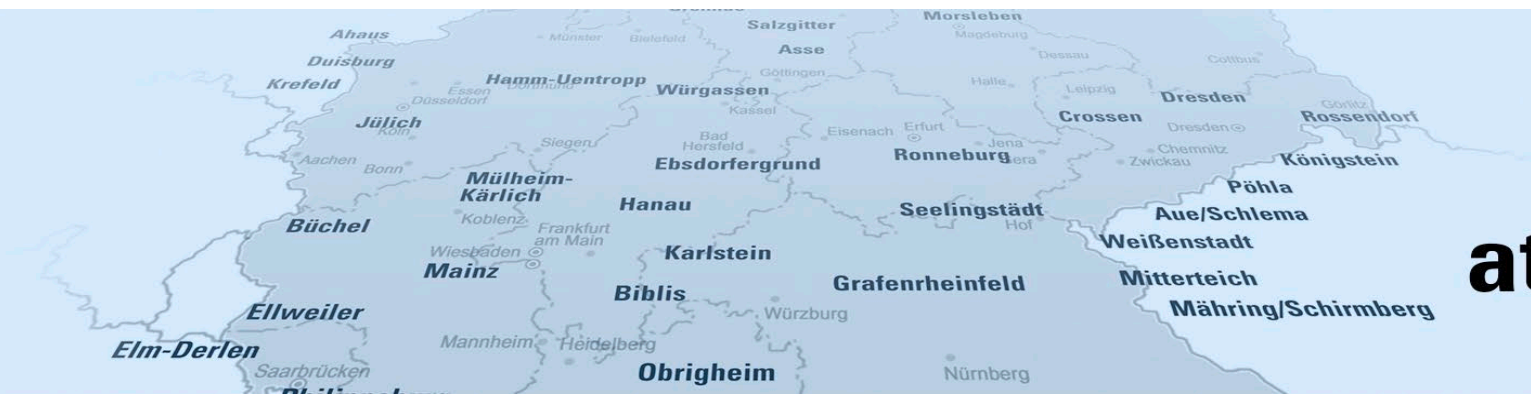 Morsleben
Salzgitter
Ahaus
Münster
Bielefeld
Magdeburg
Asse
Duisburg
Dessau
Cottbus
Krefeld
Hamm-Uentropp
Göttingen
Halle
Essen
Dortmund
Düsseldorf
Würgassen
Leipzig
Dresden
Görlitz
Kassel
Crossen
Rossendorf
Jülich
Köln
Siegen
Bad
Hersfeld
Eisenach
Erfurt
Jena
Dresden
Chemnitz
Aachen
Bonn
Ebsdorfergrund
Ronneburg
Gera
Zwickau
Königstein
Mülheim-
Kärlich
Pöhla
Hanau
Seelingstädt
Aue/Schlema
Büchel
Koblenz
Frankfurt
am Main
Hof
Weißenstadt
Wiesbaden
Karlstein
Mainz
Grafenrheinfeld
Mitterteich
at
Biblis
Ellweiler
Würzburg
Mähring/Schirmberg
Elm-Derlen
Mannheim
Heidelberg
Saarbrücken
Obrigheim
Nürnberg